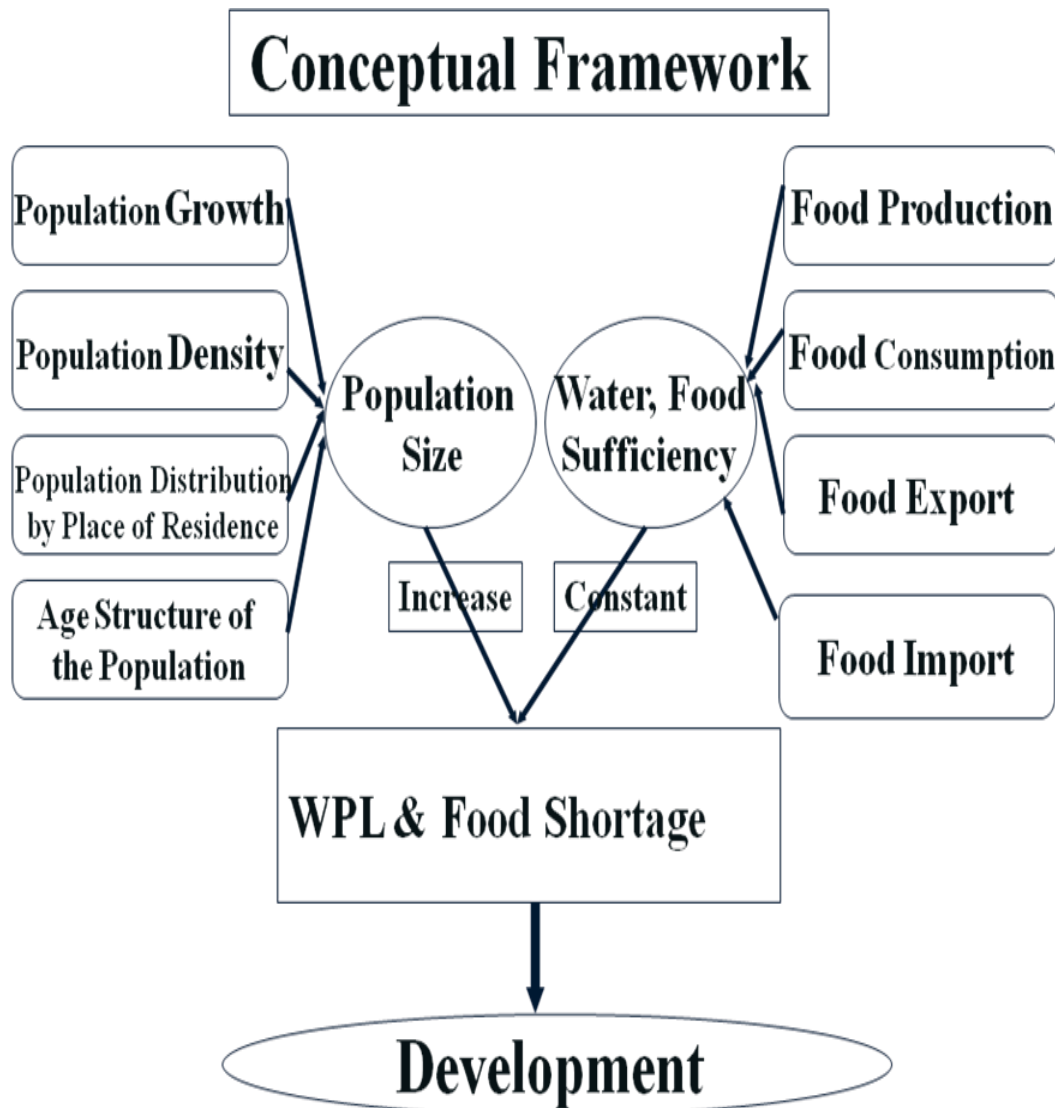 Conceptual Framework
Population Growth
Population Density
Population Distribution
by Place of Residence
Age Structure of
the Population
Population
Size
Water, Food
Sufficiency
Food Production
Food Consumption
Food Export
Food Import
Increase
Constant
WPL & Food Shortage
Development